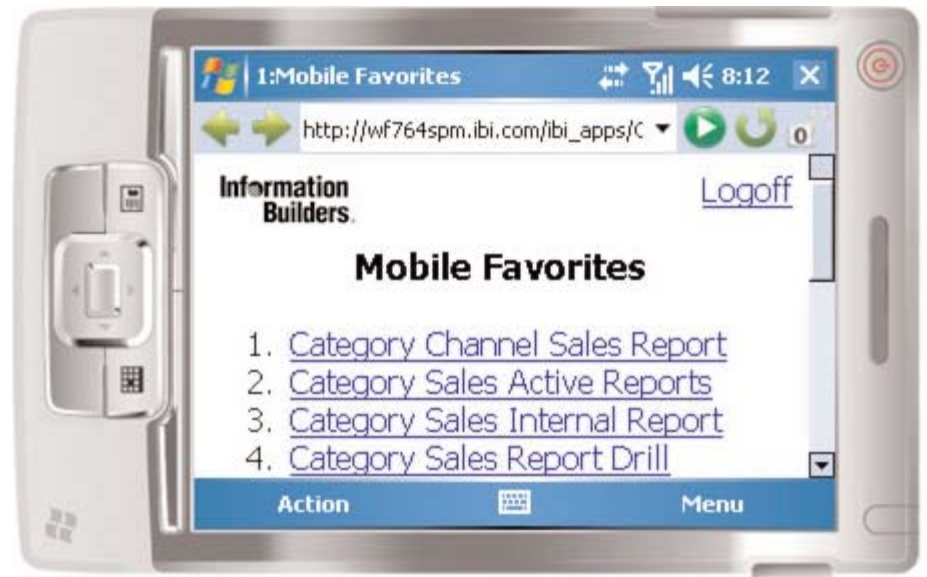 1:Mobile Favorites 8:12
http://wf764spm.ibi.com/ibi_apps/C
0
Information
Builders.
Logoff
Mobile Favorites
1. Category Channel Sales Report
2. Category Sales Active Reports
3. Category Sales Internal Report
4. Category Sales Report Drill
Action Menu